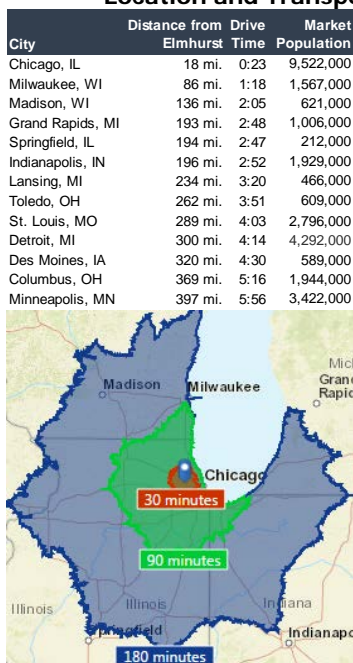 Location and Transpo
Distance from Drive Market
City Elmhurst Time Population
Chicago, IL 18 mi. 0:23 9,522,000
Milwaukee, WI 86 mi. 1:18 1,567,000
Madison, WI 136 mi. 2:05 621,000
Grand Rapids, MI 193 mi. 2:48 1,006,000
Springfield, IL 194 mi. 2:47 212,000
Indianapolis, IN 196 mi. 2:52 1,929,000
Lansing, MI 234 mi. 3:20 466,000
Toledo, OH 262 mi. 3:51 609,000
St. Louis, MO 289 mi. 4:03 2,796,000
Detroit, MI 300 mi. 4:14 4,292,000
Des Moines, IA 320 mi. 4:30 589,000
Columbus, OH 369 mi. 5:16 1,944,000
Minneapolis, MN 397 mi. 5:56 3,422,000
Mic
Madison Milwaukee Gran
Rapid
Chicago
30 minutes
90 minutes
Illinois Illinois Indiana
Springfield Indianapo
180 minutes